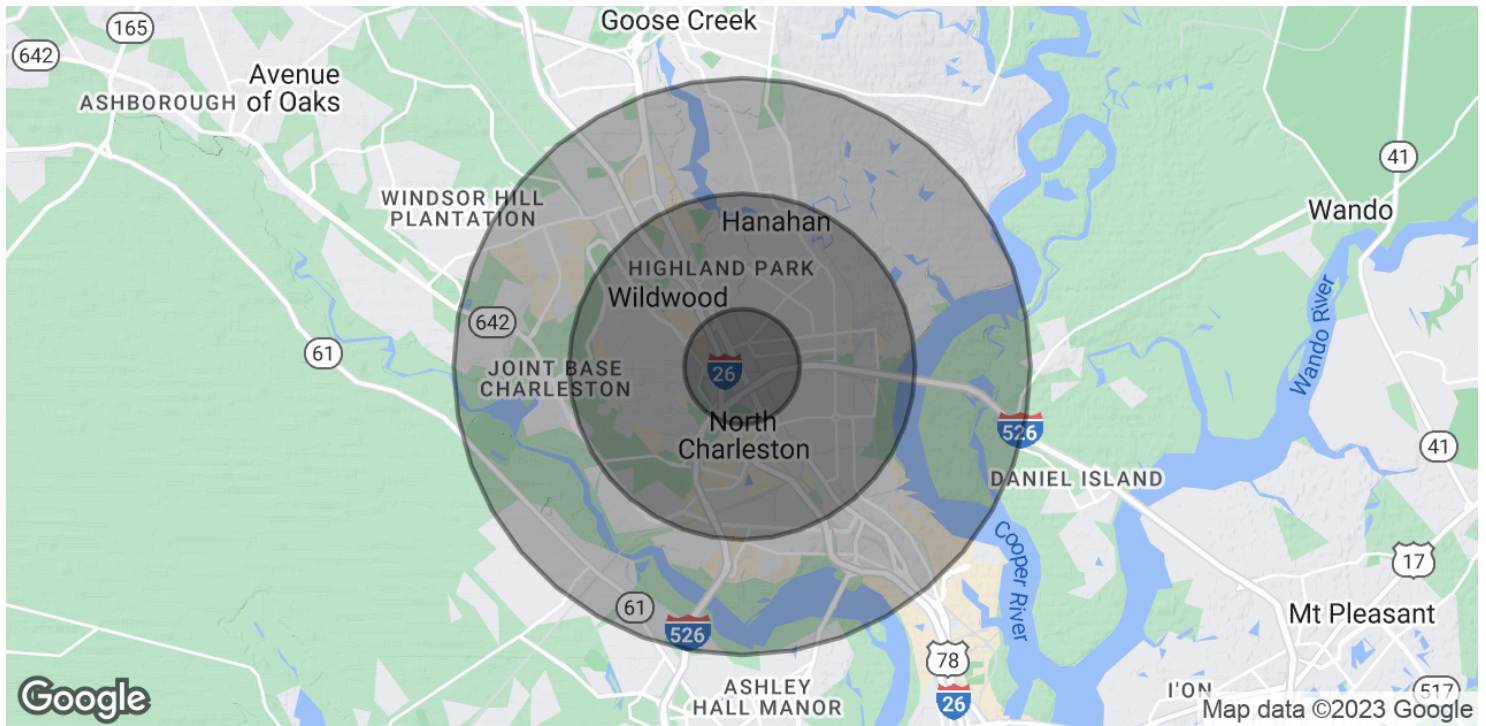 Goose Creek
165
642
Avenue
of Oaks
ASHBOROUGH
41
WINDSOR HILL
PLANTATION
Hanahan
Wando
HIGHLAND PARK
Wildwood
642
61
Wando River
JOINT BASE
CHARLESTON
26
North
Charleston
526
41
DANIEL ISLAND
Cooper River
17
61
526
Mt Pleasant
78
ASHLEY
HALL MANOR
26
I'ON
517
Google
Map data ©2023 Google